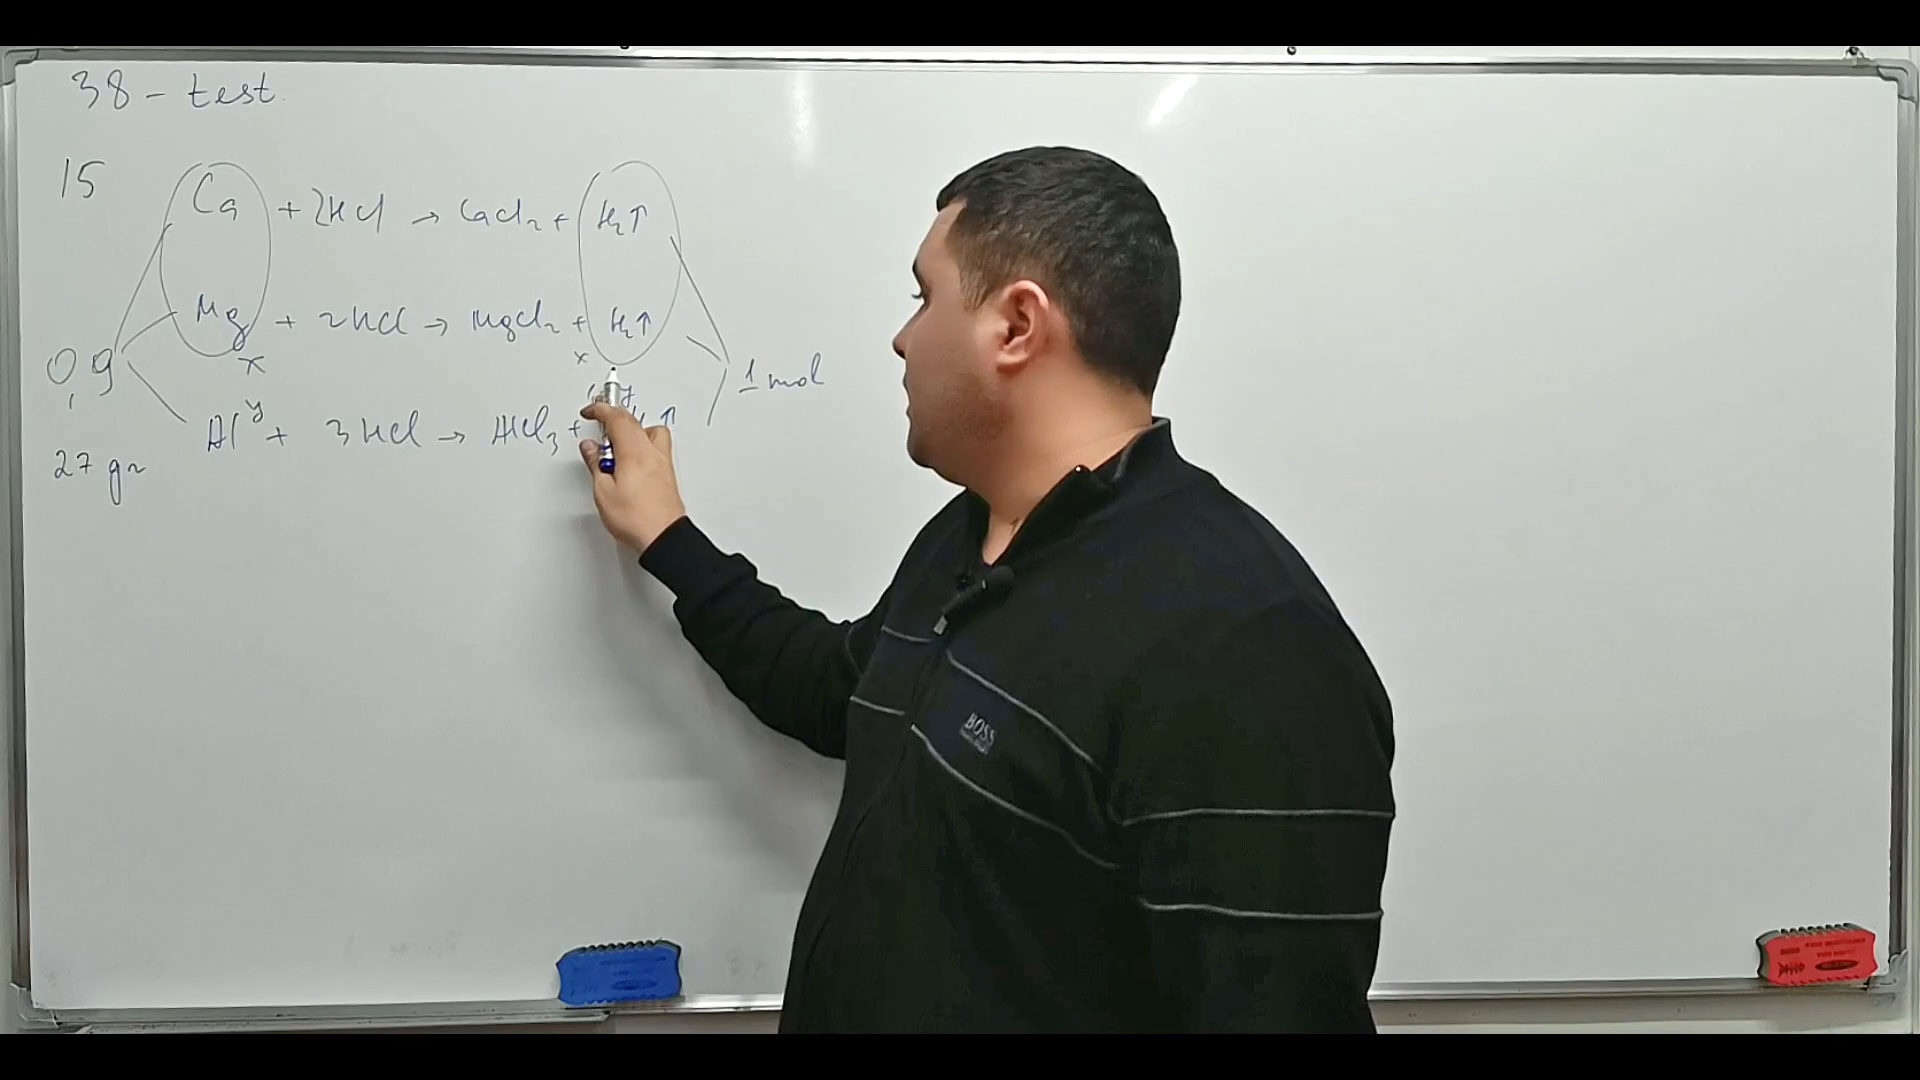 38 - test.
15
Ca + 2HCl → CaCl₂ + H₂↑
Mg + 2HCl → MgCl₂ + H₂↑
x x
0,9
1 mol
y y
Al + 3HCl → AlCl₃ + ↑
27 gr
BOSS